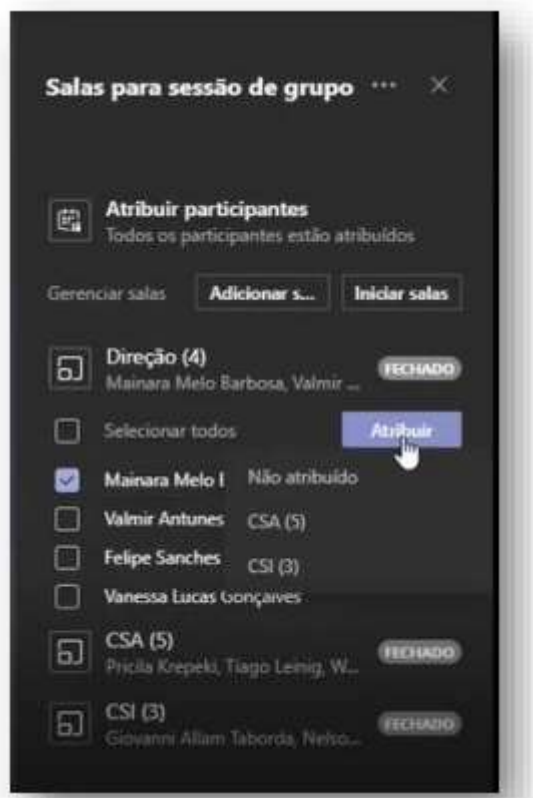 Salas para sessão de grupo ...
Atribuir participantes
Todos os participantes estão atribuídos
Gerenciar salas Adicionar s... Iniciar salas
Direção (4) FECHADO
Mainara Melo Barbosa, Valmir ...
Selecionar todos Atribuir
Mainara Melo Não atribuído
Valmir Antunes CSA (5)
Felipe Sanches CSI (3)
Vanessa Lucas Gonçalves
CSA (5) FECHADO
Pricila Krepeki, Tiago Leinig, W...
CSI (3) FECHADO
Giovanni Allam Taborda, Nelso...